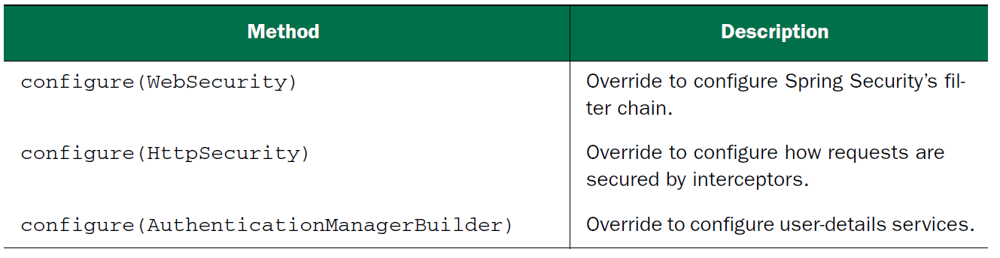 Method Description
configure(WebSecurity) Override to configure Spring Security’s fil-
ter chain.
configure(HttpSecurity) Override to configure how requests are
secured by interceptors.
configure(AuthenticationManagerBuilder) Override to configure user-details services.